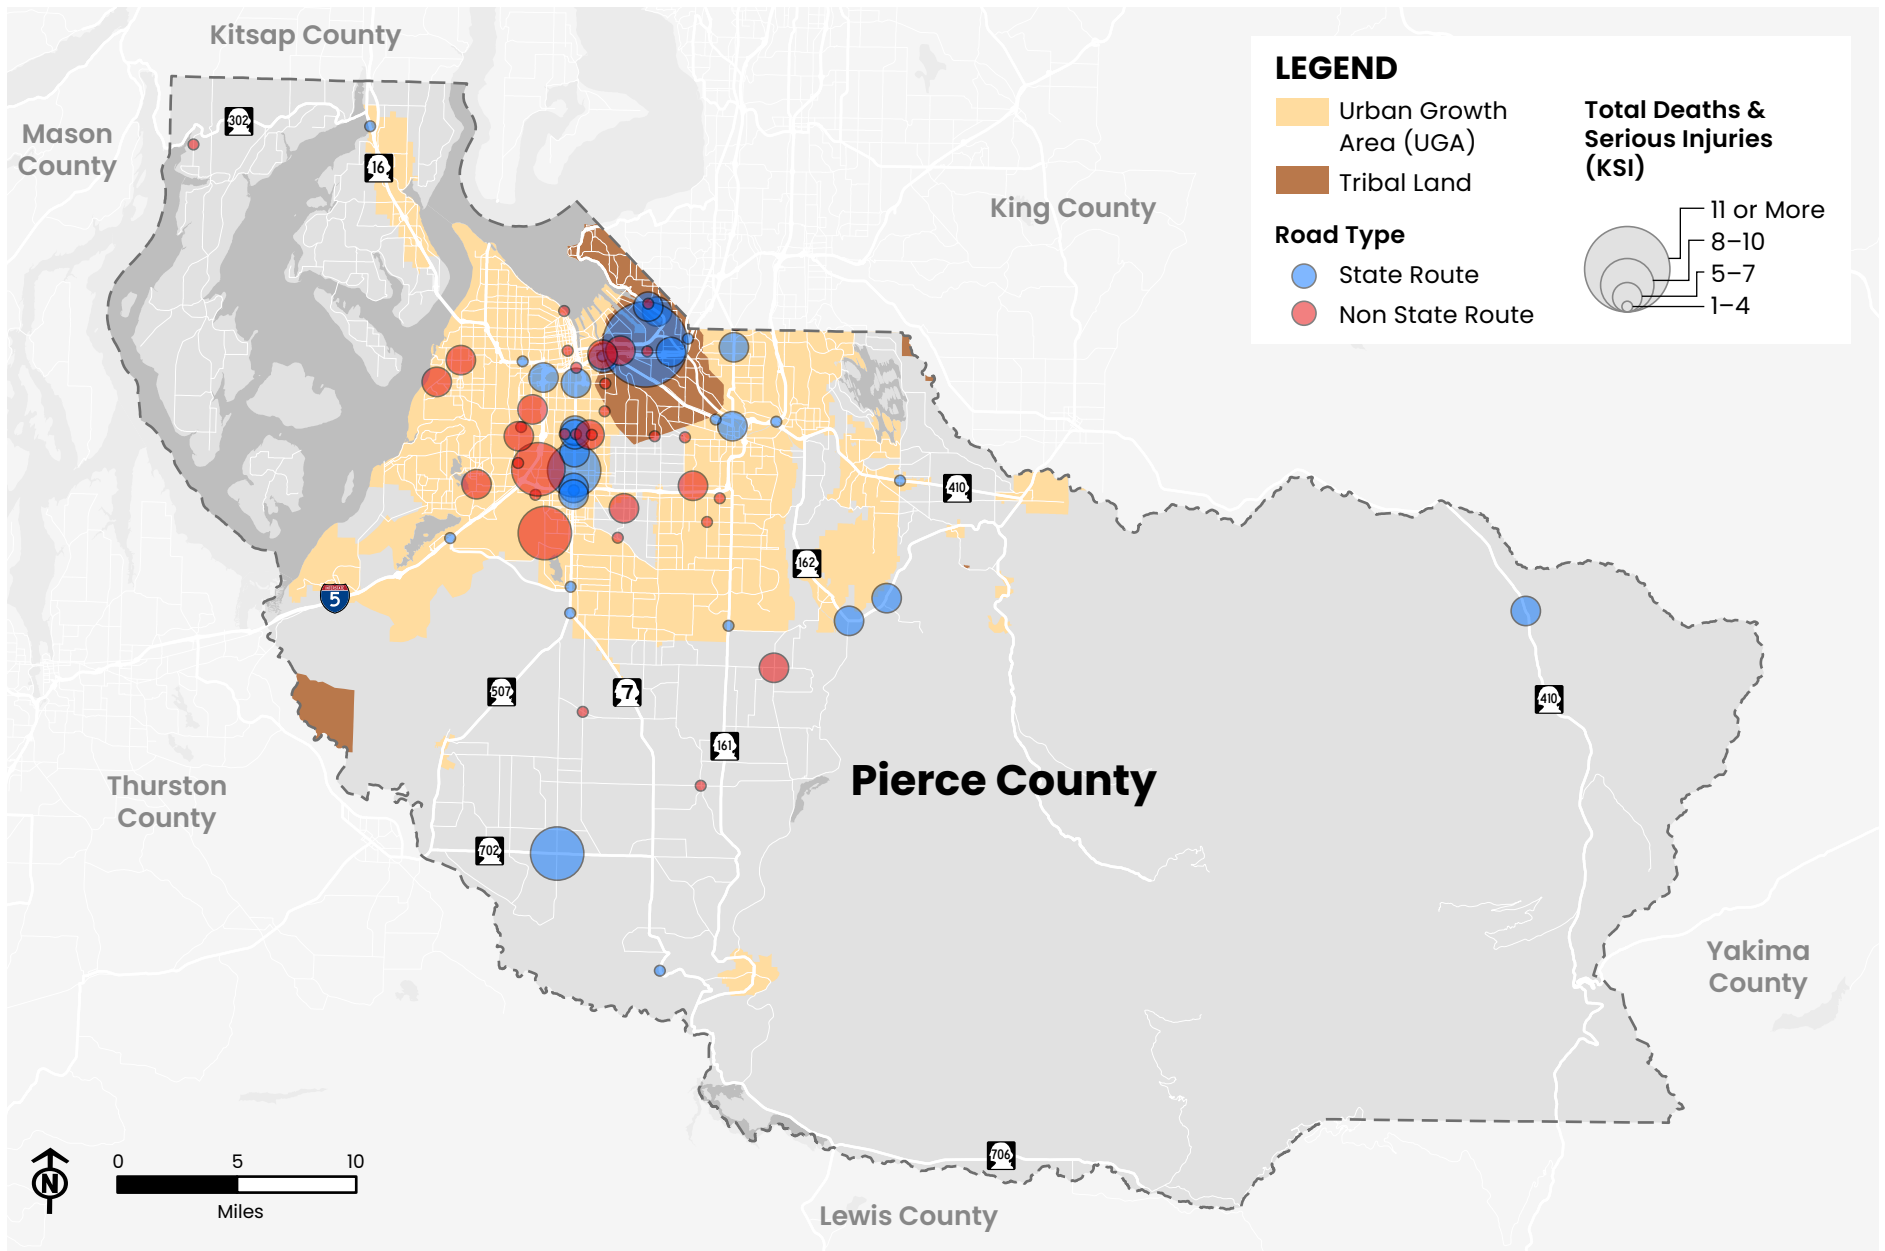 Kitsap County
Mason
County
302
16
King County
LEGEND
Urban Growth
Area (UGA)
Tribal Land
Road Type
State Route
Non State Route
Total Deaths &
Serious Injuries
(KSI)
11 or More
8–10
5–7
1–4
410
162
5
507
7
161
410
Pierce County
Thurston
County
702
Yakima
County
706
Lewis County
N
0 5 10
Miles